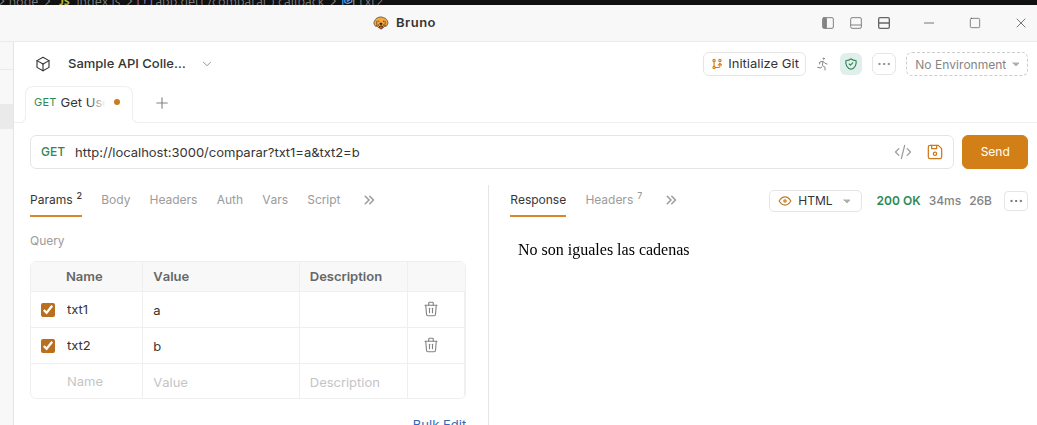 index.js
Bruno
Sample API Colle...
Initialize Git
No Environment
GET Get Us
GET http://localhost:3000/comparar?txt1=a&txt2=b
Send
Params 2 Body Headers Auth Vars Script
Response Headers 7
HTML
200 OK 34ms 26B
Query
Name Value Description
txt1 a
txt2 b
Name Value Description
Bulk Edit
No son iguales las cadenas